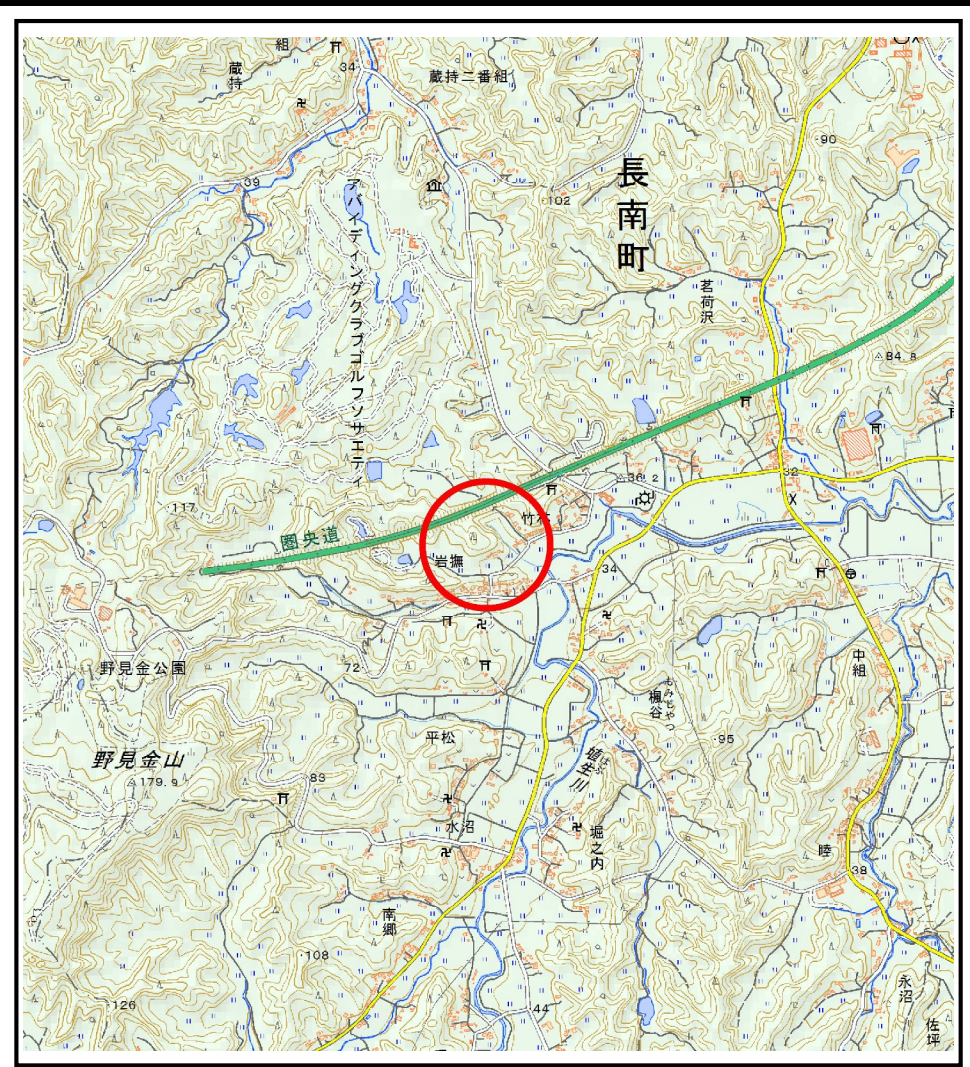 組
34
蔵持
蔵持二番組
90
39
102
長南町
アバイディングクラブゴルフソサエティ
茗荷沢
84.8
32
36.2
117
竹林
圏央道
岩撫
34
72
野見金公園
中組
もみじやつ
楓谷
95
平松
野見金山
179.9
83
はぶ
埴生川
水沼
堀之内
睦
38
南郷
108
126
44
永沼
佐坪